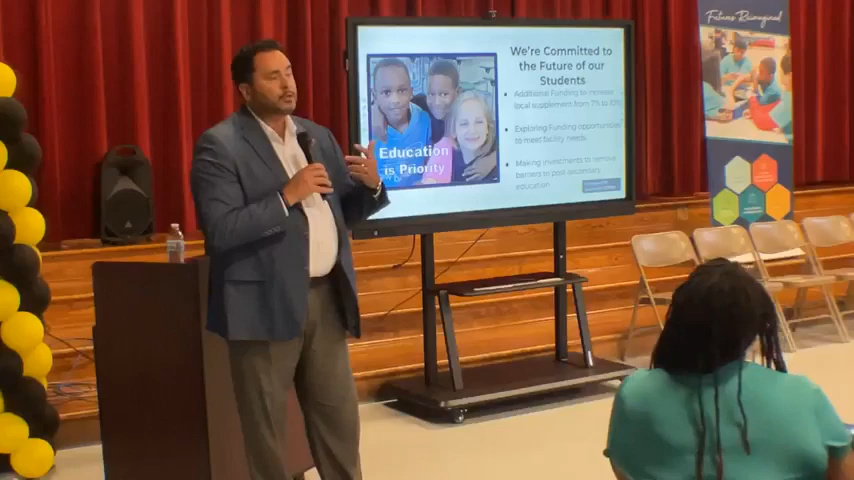 Futures Reimagined
We're Committed to
the Future of our
Students
Additional Funding to increase
local supplement from 7% to 10%
Exploring Funding opportunities
to meet facility needs
Making investments to remove
barriers to post secondary
education
Education
is Priority